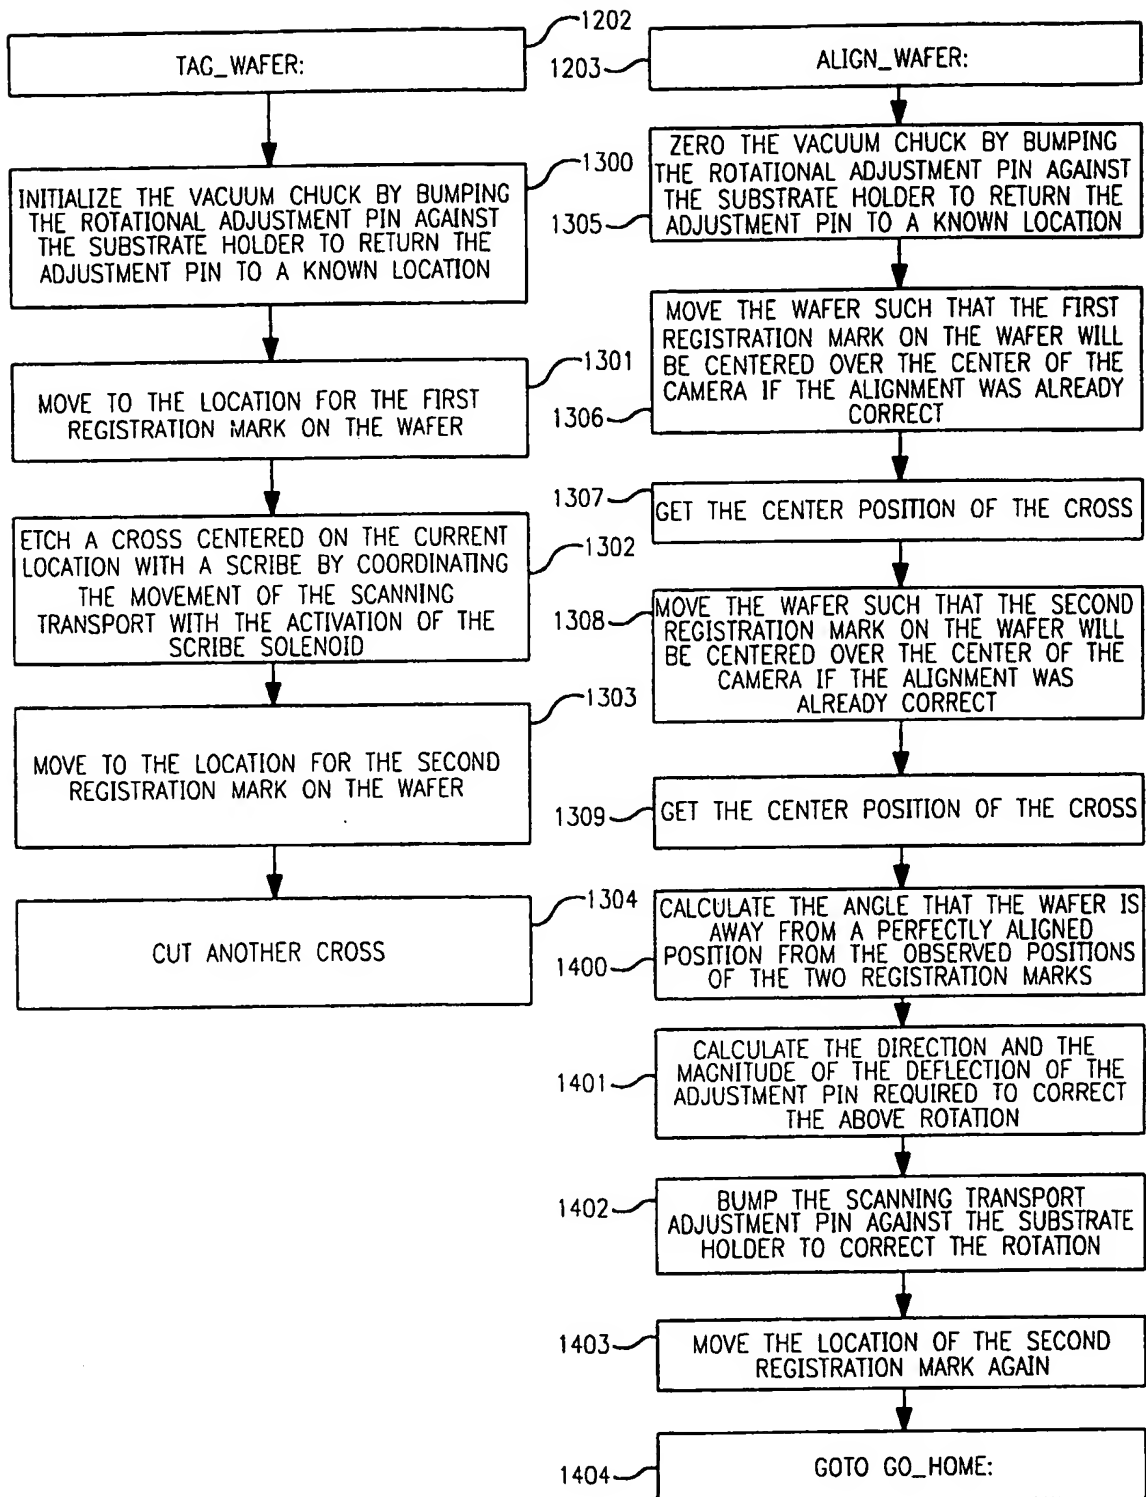 1202
TAG_WAFER:
1300
INITIALIZE THE VACUUM CHUCK BY BUMPING
THE ROTATIONAL ADJUSTMENT PIN AGAINST
THE SUBSTRATE HOLDER TO RETURN THE
ADJUSTMENT PIN TO A KNOWN LOCATION
1301
MOVE TO THE LOCATION FOR THE FIRST
REGISTRATION MARK ON THE WAFER
1302
ETCH A CROSS CENTERED ON THE CURRENT
LOCATION WITH A SCRIBE BY COORDINATING
THE MOVEMENT OF THE SCANNING
TRANSPORT WITH THE ACTIVATION OF THE
SCRIBE SOLENOID
1303
MOVE TO THE LOCATION FOR THE SECOND
REGISTRATION MARK ON THE WAFER
1304
CUT ANOTHER CROSS
1203
ALIGN_WAFER:
1305
ZERO THE VACUUM CHUCK BY BUMPING
THE ROTATIONAL ADJUSTMENT PIN AGAINST
THE SUBSTRATE HOLDER TO RETURN THE
ADJUSTMENT PIN TO A KNOWN LOCATION
1306
MOVE THE WAFER SUCH THAT THE FIRST
REGISTRATION MARK ON THE WAFER WILL
BE CENTERED OVER THE CENTER OF THE
CAMERA IF THE ALIGNMENT WAS ALREADY
CORRECT
1307
GET THE CENTER POSITION OF THE CROSS
1308
MOVE THE WAFER SUCH THAT THE SECOND
REGISTRATION MARK ON THE WAFER WILL
BE CENTERED OVER THE CENTER OF THE
CAMERA IF THE ALIGNMENT WAS
ALREADY CORRECT
1309
GET THE CENTER POSITION OF THE CROSS
1400
CALCULATE THE ANGLE THAT THE WAFER IS
AWAY FROM A PERFECTLY ALIGNED
POSITION FROM THE OBSERVED POSITIONS
OF THE TWO REGISTRATION MARKS
1401
CALCULATE THE DIRECTION AND THE
MAGNITUDE OF THE DEFLECTION OF THE
ADJUSTMENT PIN REQUIRED TO CORRECT
THE ABOVE ROTATION
1402
BUMP THE SCANNING TRANSPORT
ADJUSTMENT PIN AGAINST THE SUBSTRATE
HOLDER TO CORRECT THE ROTATION
1403
MOVE THE LOCATION OF THE SECOND
REGISTRATION MARK AGAIN
1404
GOTO GO_HOME: